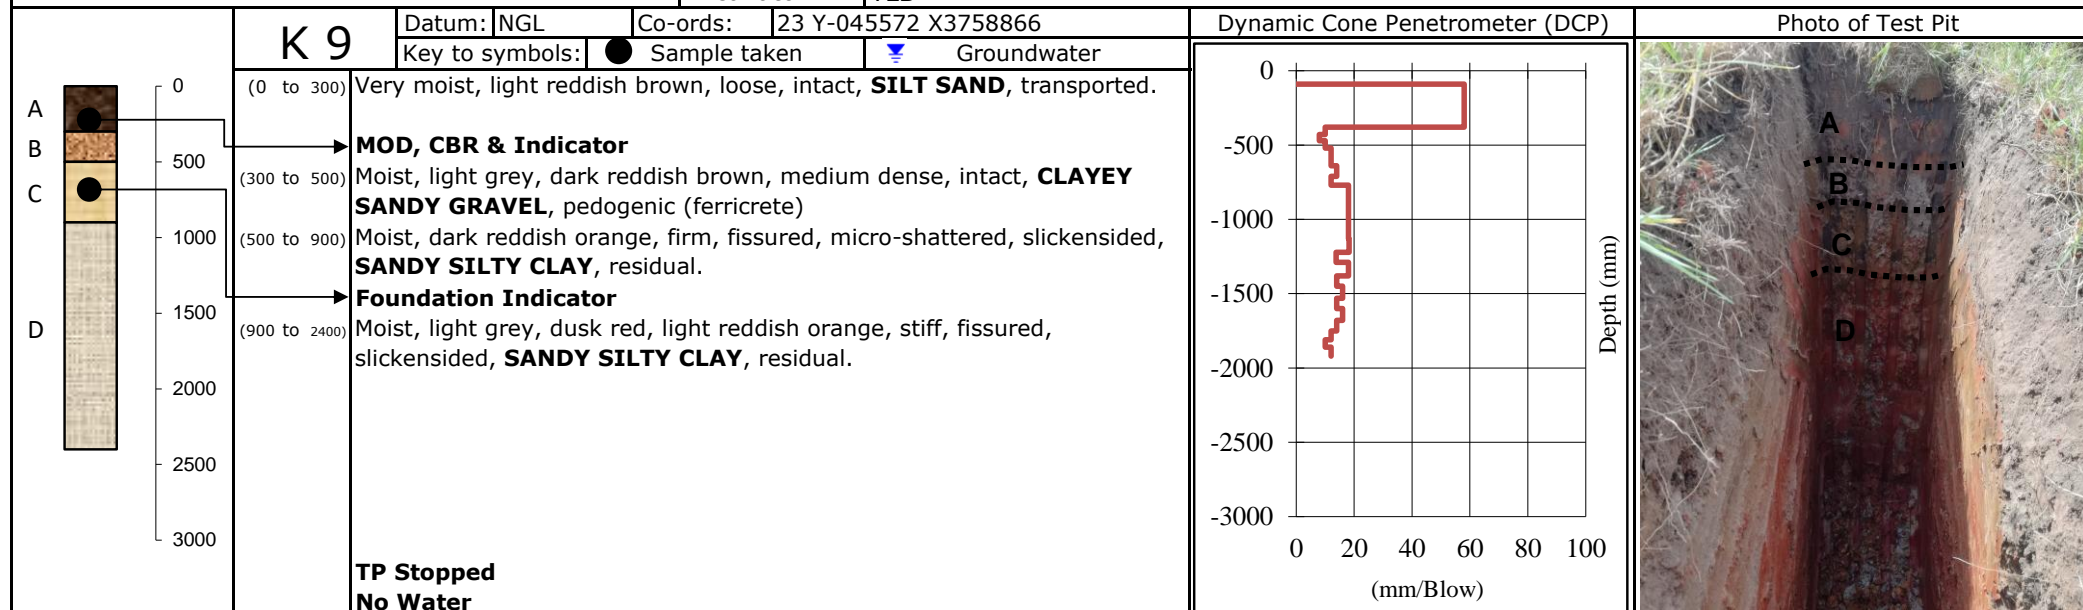 K 9
Datum: NGL Co-ords: 23 Y-045572 X3758866
Key to symbols: Sample taken Groundwater
Dynamic Cone Penetrometer (DCP)
Photo of Test Pit
A
B
C
D
0
500
1000
1500
2000
2500
3000
(0 to 300) Very moist, light reddish brown, loose, intact, SILT SAND, transported.
MOD, CBR & Indicator
(300 to 500) Moist, light grey, dark reddish brown, medium dense, intact, CLAYEY
SANDY GRAVEL, pedogenic (ferricrete)
(500 to 900) Moist, dark reddish orange, firm, fissured, micro-shattered, slickensided,
SANDY SILTY CLAY, residual.
Foundation Indicator
(900 to 2400) Moist, light grey, dusk red, light reddish orange, stiff, fissured,
slickensided, SANDY SILTY CLAY, residual.
TP Stopped
No Water
0
-500
-1000
-1500
-2000
-2500
-3000
0 20 40 60 80 100
(mm/Blow)
Depth (mm)
A
B
C
D